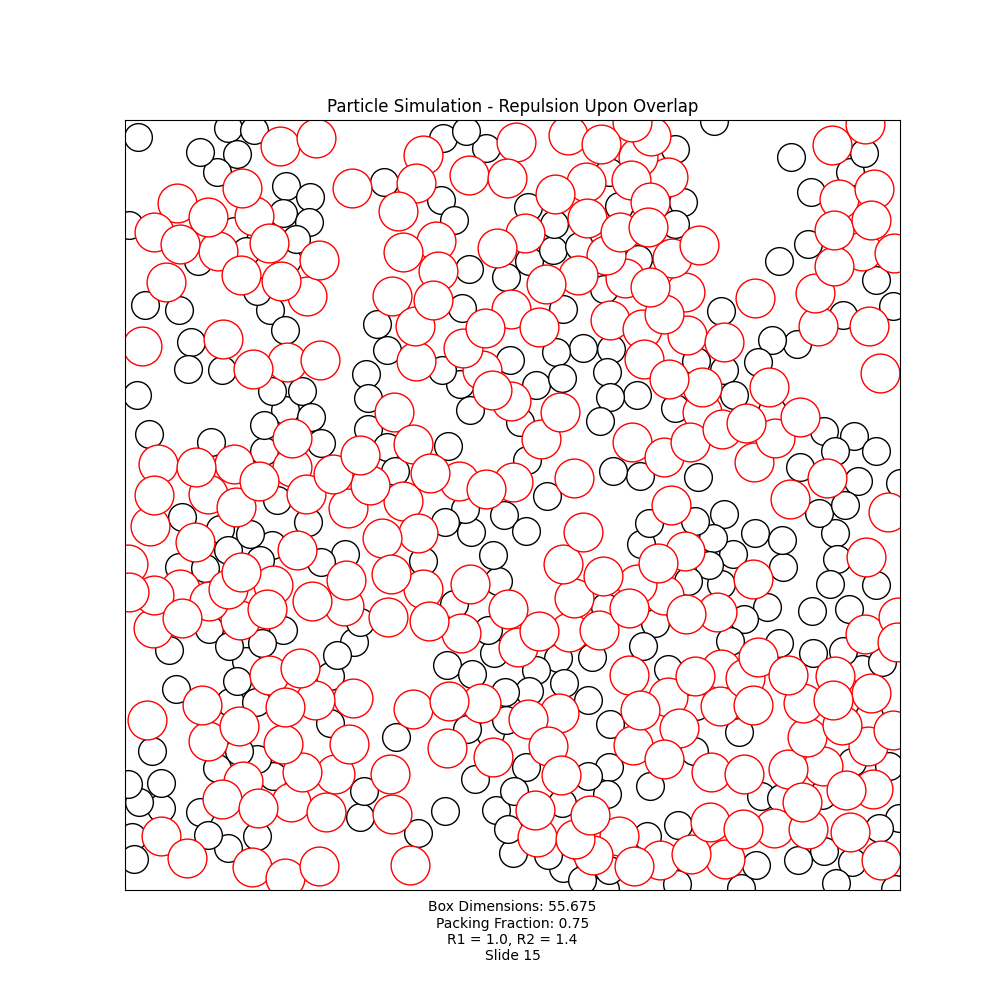 Particle Simulation - Repulsion Upon Overlap
Box Dimensions: 55.675
Packing Fraction: 0.75
R1 = 1.0, R2 = 1.4
Slide 15